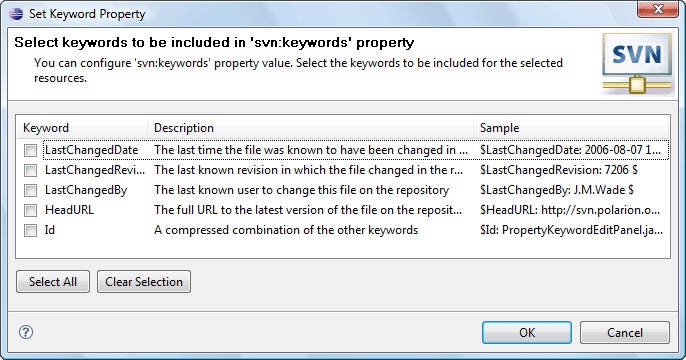 Set Keyword Property
Select keywords to be included in 'svn:keywords' property
You can configure 'svn:keywords' property value. Select the keywords to be included for the selected
resources.
SVN
Keyword Description Sample
LastChangedDate The last time the file was known to have been changed in ... $LastChangedDate: 2006-08-07 1...
LastChangedRevi... The last known revision in which the file changed in the r... $LastChangedRevision: 7206 $
LastChangedBy The last known user to change this file on the repository $LastChangedBy: J.M.Wade $
HeadURL The full URL to the latest version of the file on the reposit... $HeadURL: http://svn.polarion.o...
Id A compressed combination of the other keywords $Id: PropertyKeywordEditPanel.ja...
Select All Clear Selection
? OK Cancel